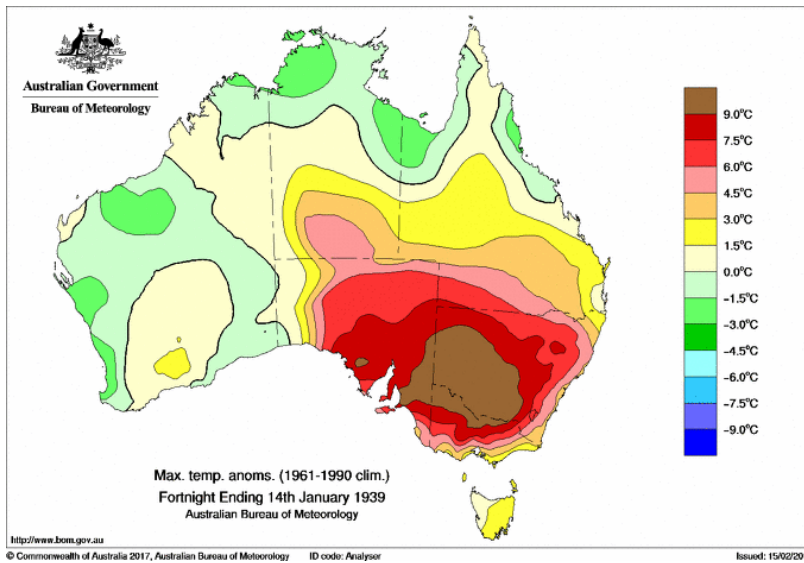 Australian Government
Bureau of Meteorology
9.0°C
7.5°C
6.0°C
4.5°C
3.0°C
1.5°C
0.0°C
-1.5°C
-3.0°C
-4.5°C
-6.0°C
-7.5°C
-9.0°C
Max. temp. anoms. (1961-1990 clim.)
Fortnight Ending 14th January 1939
Australian Bureau of Meteorology
http://www.bom.gov.au
© Commonwealth of Australia 2017, Australian Bureau of Meteorology ID code: Analyser Issued: 15/02/20